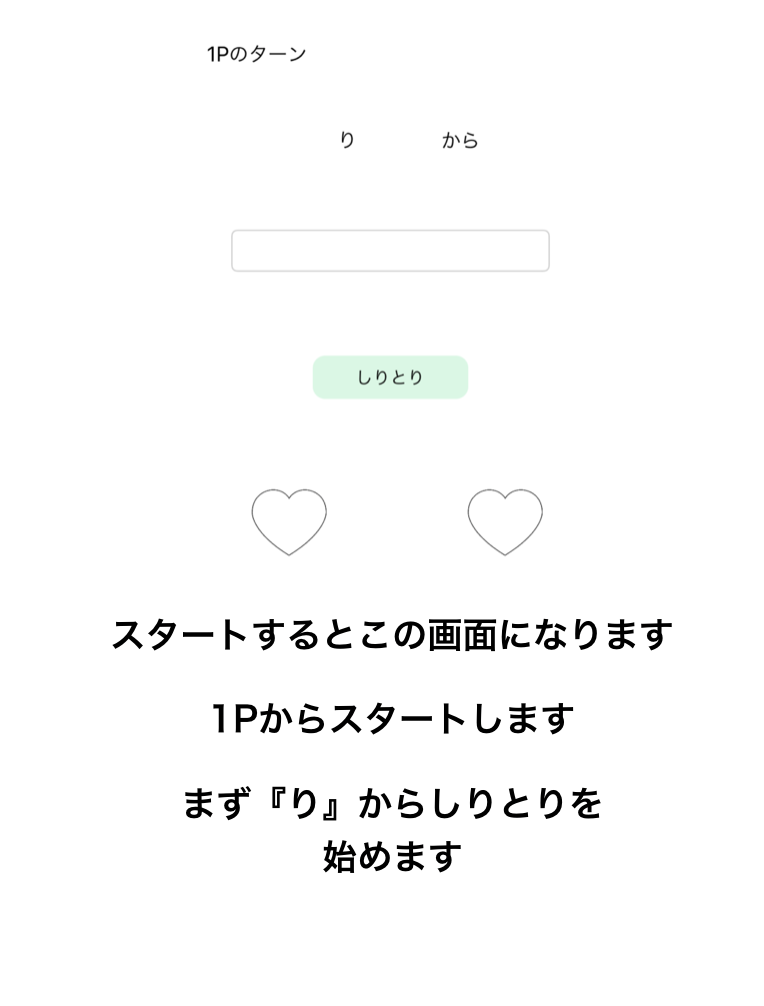 1Pのターン
り から
しりとり
スタートするとこの画面になります
1Pからスタートします
まず『り』からしりとりを
始めます